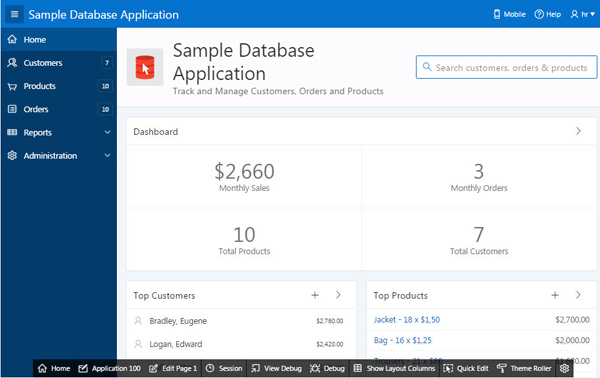 Sample Database Application
Mobile
Help
hr
Home
Customers 7
Products 10
Orders 10
Reports
Administration
Sample Database
Application
Track and Manage Customers, Orders and Products
Search customers, orders & products
Dashboard
$2,660
Monthly Sales
3
Monthly Orders
10
Total Products
7
Total Customers
Top Customers
Bradley, Eugene $2,760.00
Logan, Edward $2,420.00
Top Products
Jacket - 18 x $1,50 $2,700.00
Bag - 16 x $1,25 $2,000.00
Home
Application 100
Edit Page 1
Session
View Debug
Debug
Show Layout Columns
Quick Edit
Theme Roller